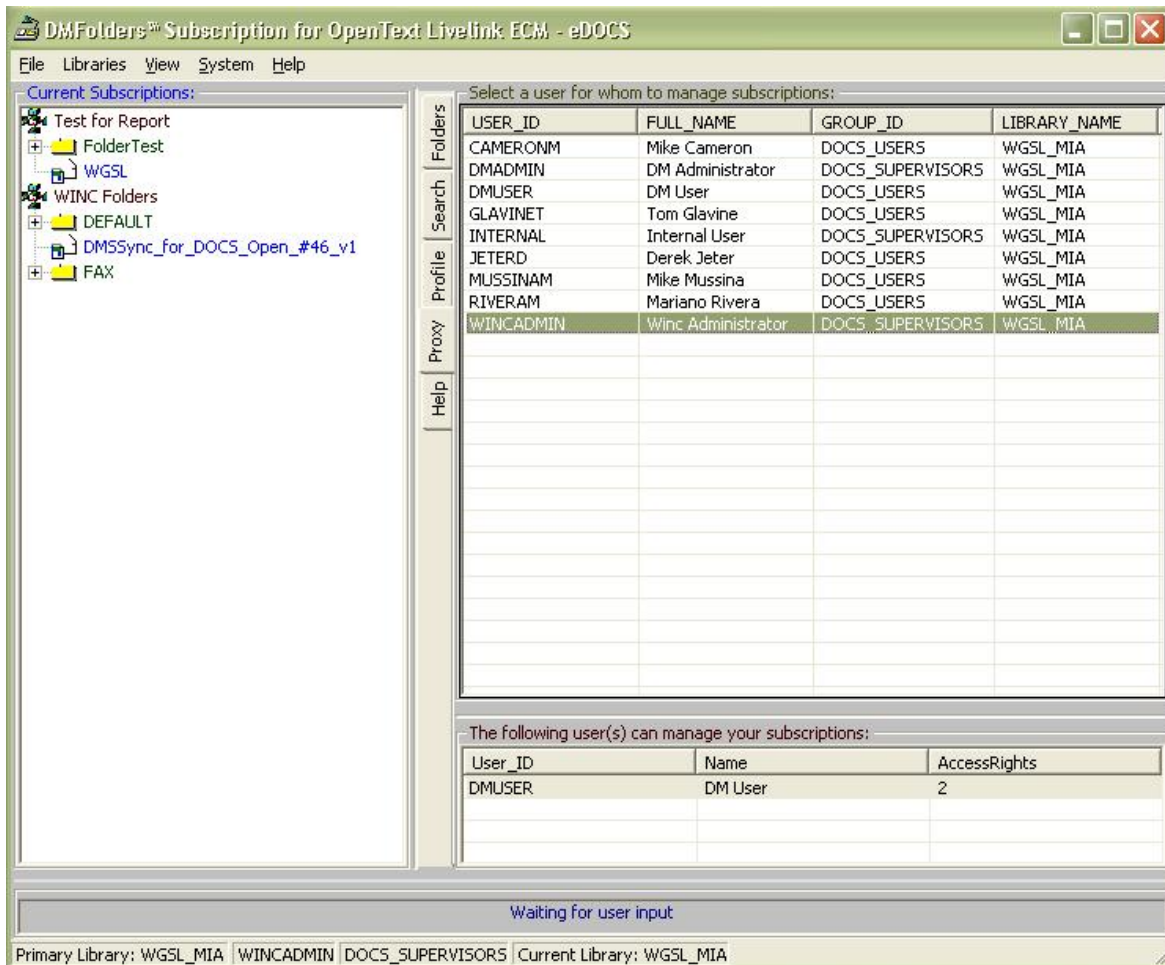 DMFolders™ Subscription for OpenText Livelink ECM - eDOCS
File Libraries View System Help
Current Subscriptions:
Test for Report
FolderTest
WGSL
WINC Folders
DEFAULT
DMSSync_for_DOCS_Open_#46_v1
FAX
Folders
Search
Profile
Proxy
Help
Select a user for whom to manage subscriptions:
USER_ID FULL_NAME GROUP_ID LIBRARY_NAME
CAMERONM Mike Cameron DOCS_USERS WGSL_MIA
DMADMIN DM Administrator DOCS_SUPERVISORS WGSL_MIA
DMUSER DM User DOCS_USERS WGSL_MIA
GLAVINET Tom Glavine DOCS_USERS WGSL_MIA
INTERNAL Internal User DOCS_SUPERVISORS WGSL_MIA
JETERD Derek Jeter DOCS_USERS WGSL_MIA
MUSSINAM Mike Mussina DOCS_USERS WGSL_MIA
RIVERAM Mariano Rivera DOCS_USERS WGSL_MIA
WINCADMIN Winc Administrator DOCS_SUPERVISORS WGSL_MIA
The following user(s) can manage your subscriptions:
User_ID Name AccessRights
DMUSER DM User 2
Waiting for user input
Primary Library: WGSL_MIA WINCADMIN DOCS_SUPERVISORS Current Library: WGSL_MIA